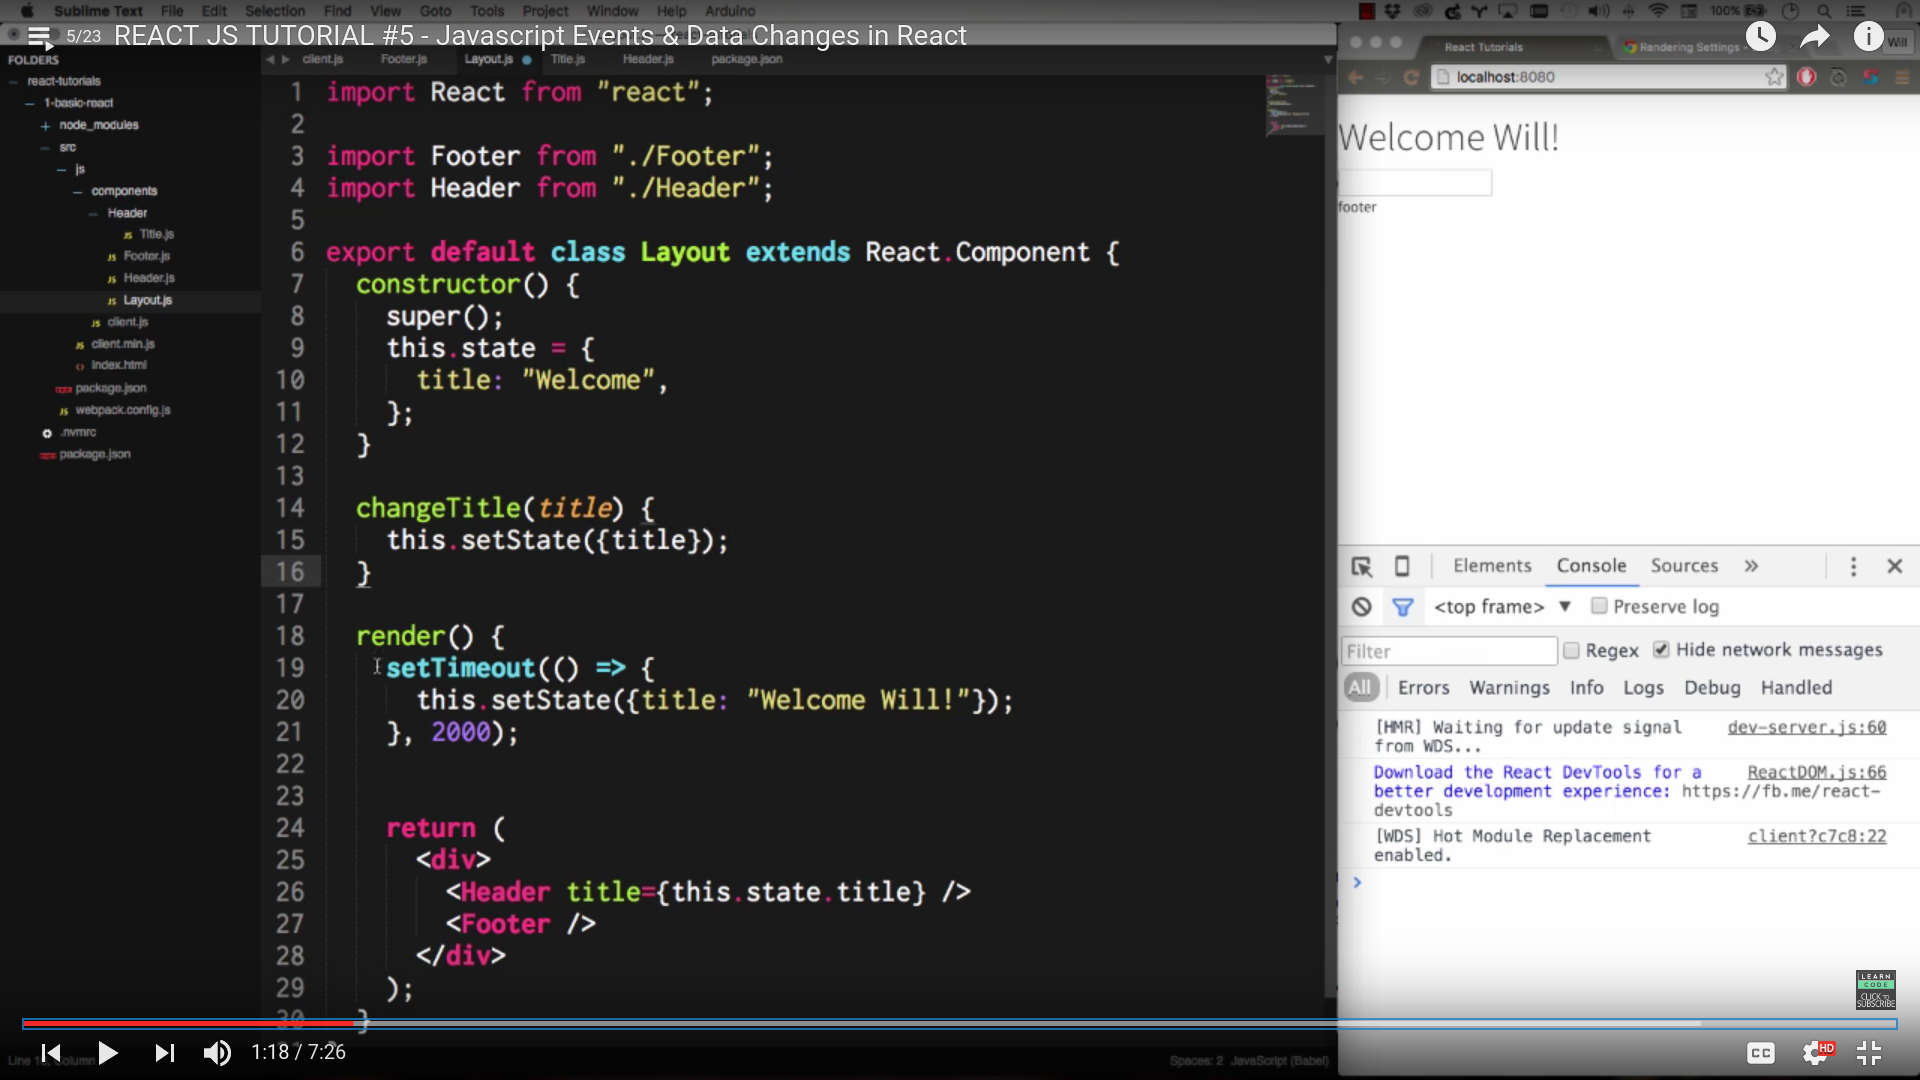 Sublime Text File Edit Selection Find View Goto Tools Project Window Help Arduino
100%
5/23 REACT JS TUTORIAL #5 - Javascript Events & Data Changes in React
Will
FOLDERS
react-tutorials
1-basic-react
node_modules
src
js
components
Header
Title.js
Footer.js
Header.js
Layout.js
client.js
client.min.js
index.html
package.json
webpack.config.js
.nvmrc
package.json
client.js Footer.js Layout.js Title.js Header.js package.json
1 import React from "react";
2
3 import Footer from "./Footer";
4 import Header from "./Header";
5
6 export default class Layout extends React.Component {
7 constructor() {
8 super();
9 this.state = {
10 title: "Welcome",
11 };
12 }
13
14 changeTitle(title) {
15 this.setState({title});
16 }
17
18 render() {
19 setTimeout(() => {
20 this.setState({title: "Welcome Will!"});
21 }, 2000);
22
23
24 return (
25 <div>
26 <Header title={this.state.title} />
27 <Footer />
28 </div>
29 );
30 }
React Tutorials Rendering Settings -
localhost:8080
Welcome Will!
footer
Elements Console Sources »
<top frame> ▼ Preserve log
Filter Regex Hide network messages
All Errors Warnings Info Logs Debug Handled
[HMR] Waiting for update signal dev-server.js:60
from WDS...
Download the React DevTools for a ReactDOM.js:66
better development experience: https://fb.me/react-
devtools
[WDS] Hot Module Replacement client?c7c8:22
enabled.
>
LEARN
CODE
CLICK TO
SUBSCRIBE
1:18 / 7:26
CC
HD
Spaces: 2 JavaScript (Babel)